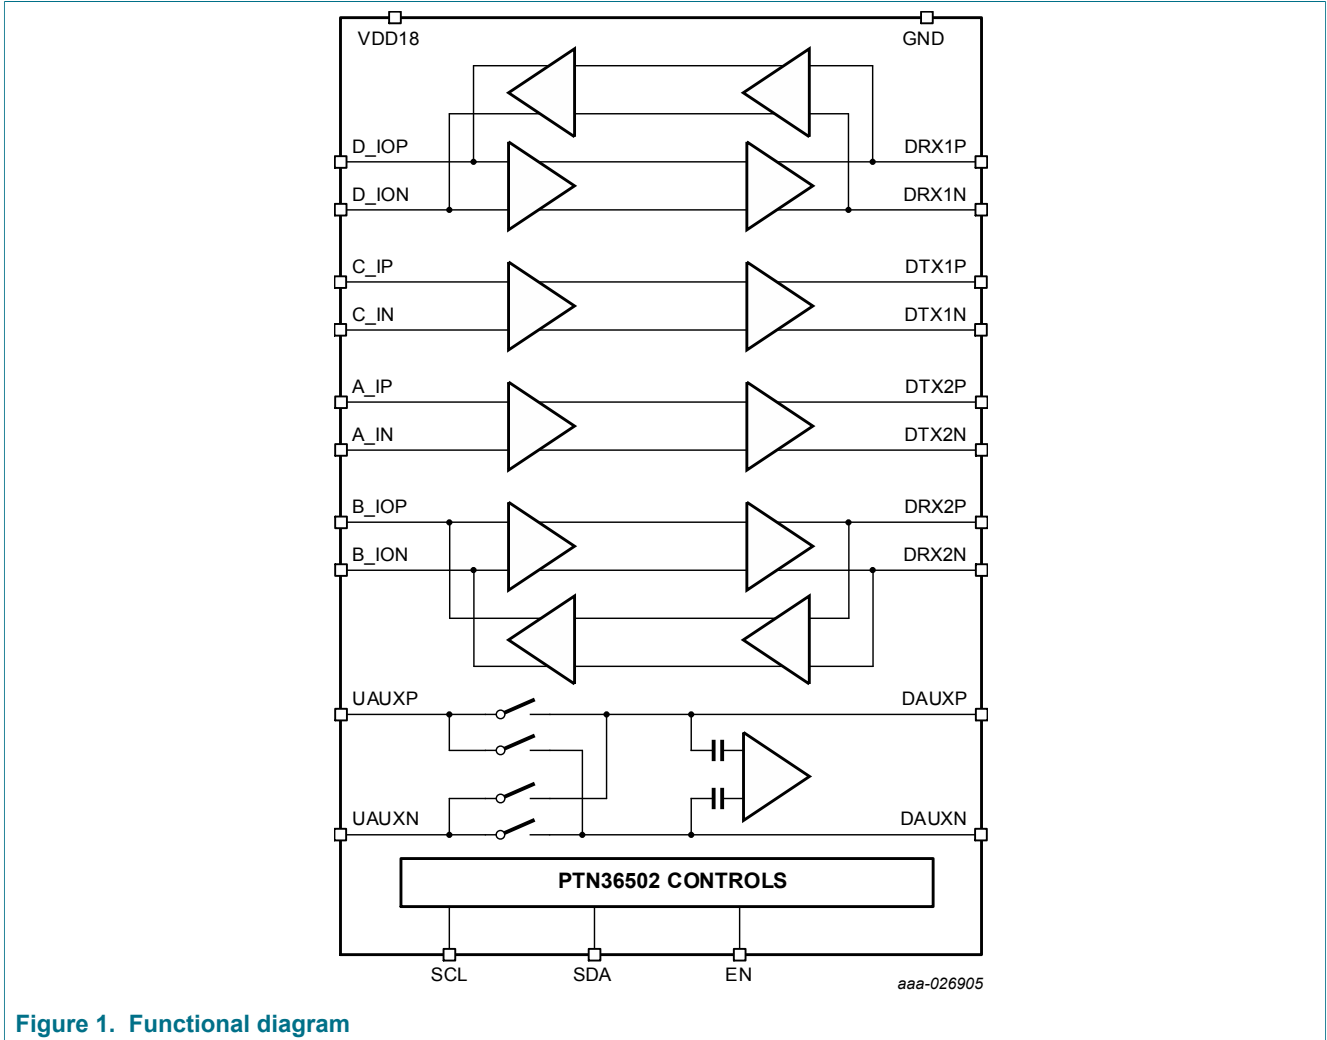 VDD18 GND
D_IOP DRX1P
D_ION DRX1N
C_IP DTX1P
C_IN DTX1N
A_IP DTX2P
A_IN DTX2N
B_IOP DRX2P
B_ION DRX2N
UAUXP DAUXP
UAUXN DAUXN
PTN36502 CONTROLS
SCL SDA EN
aaa-026905
Figure 1. Functional diagram